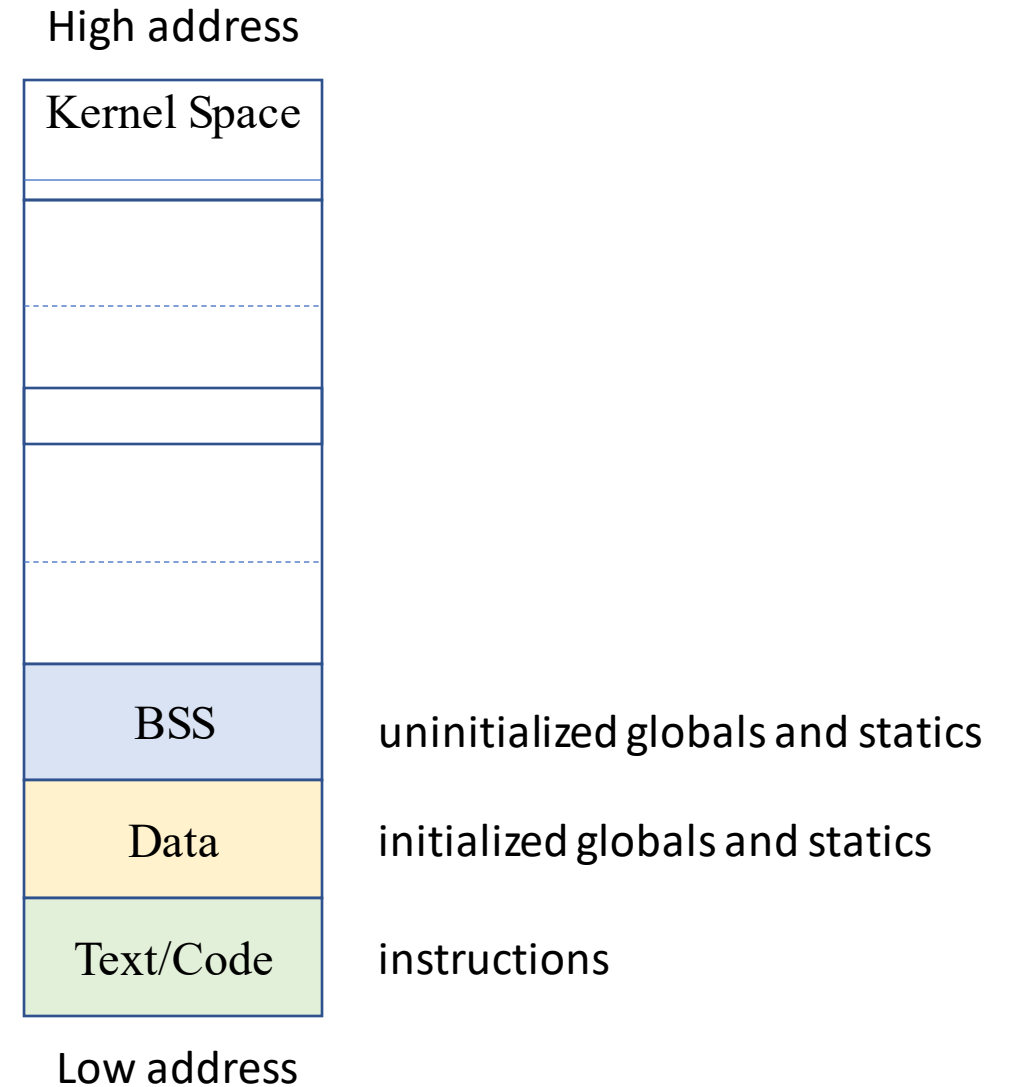 High address
Kernel Space
BSS
uninitialized globals and statics
Data
initialized globals and statics
Text/Code
instructions
Low address